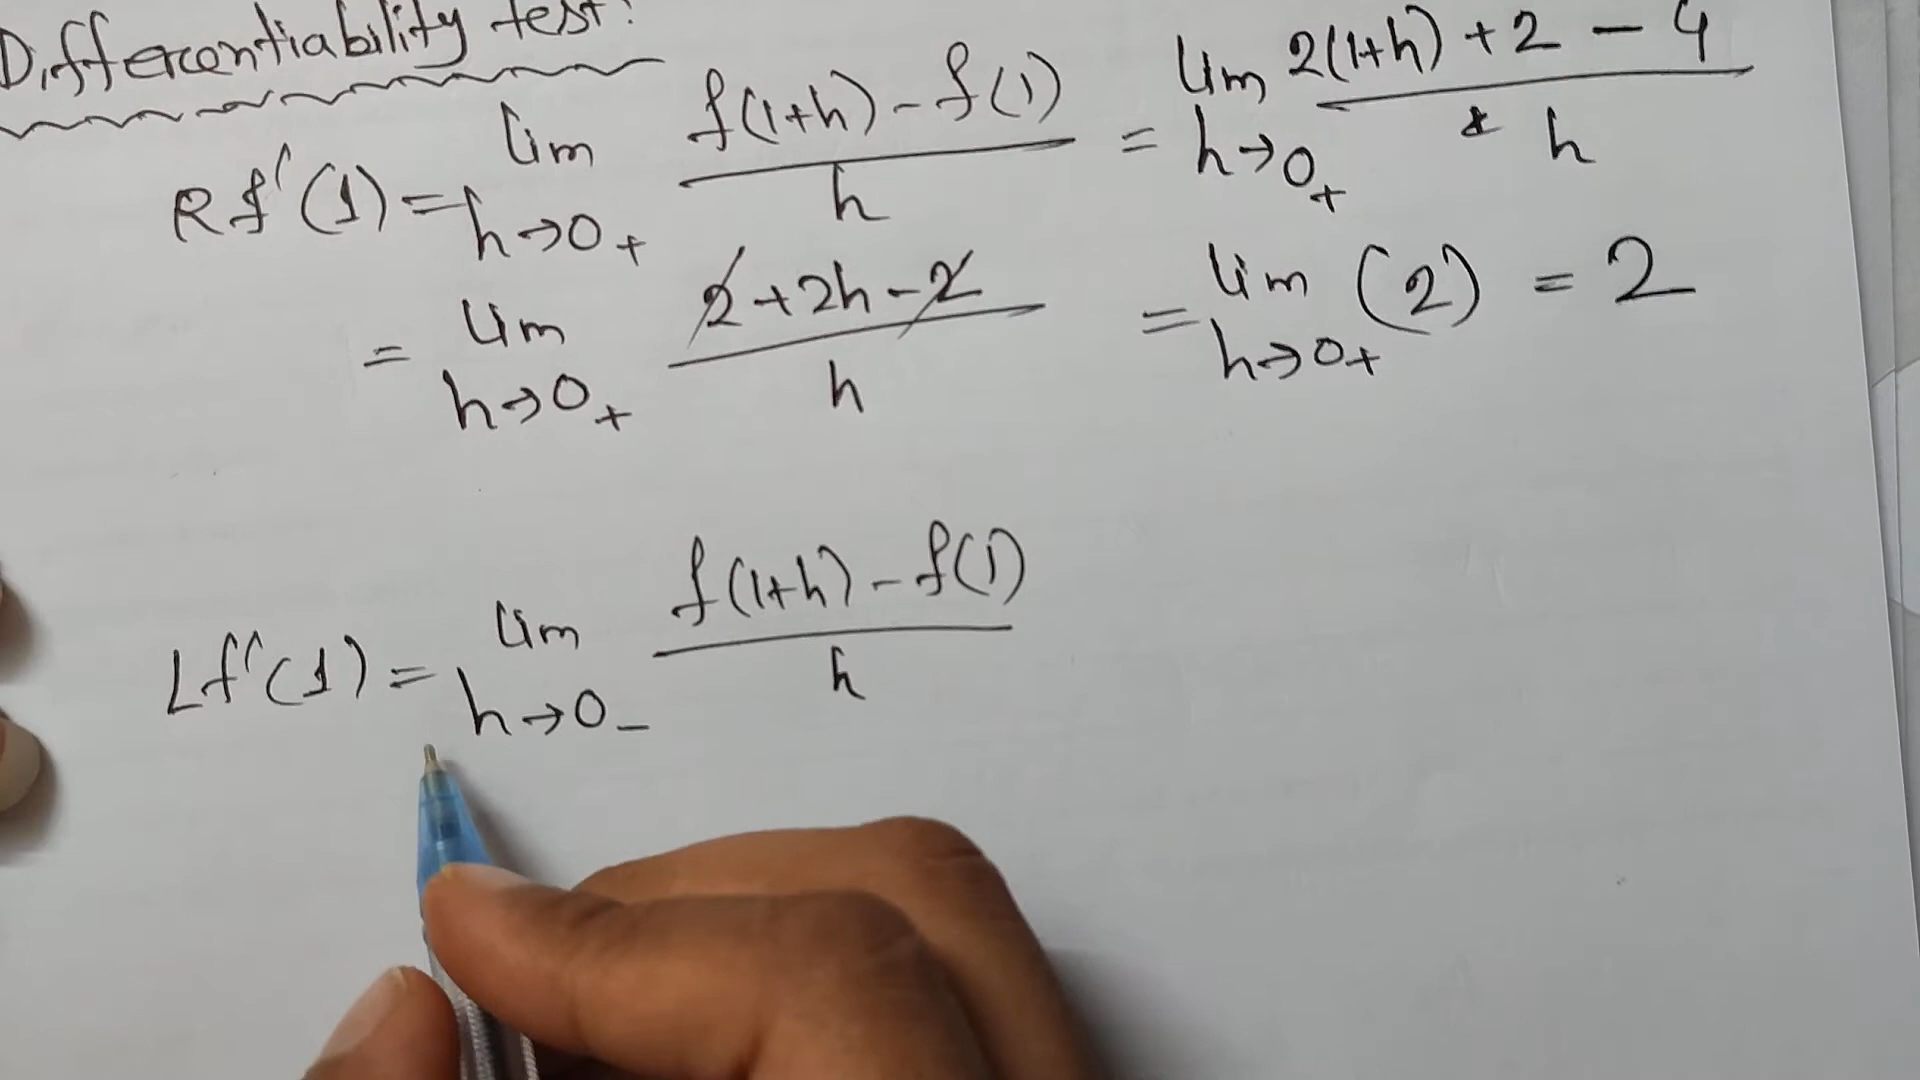 Differentiability test:
Rf'(1) = lim h→0+ f(1+h) - f(1) / h = lim h→0+ 2(1+h) + 2 - 4 / h
= lim h→0+ 2 + 2h - 2 / h = lim h→0+ (2) = 2
Lf'(1) = lim h→0- f(1+h) - f(1) / h